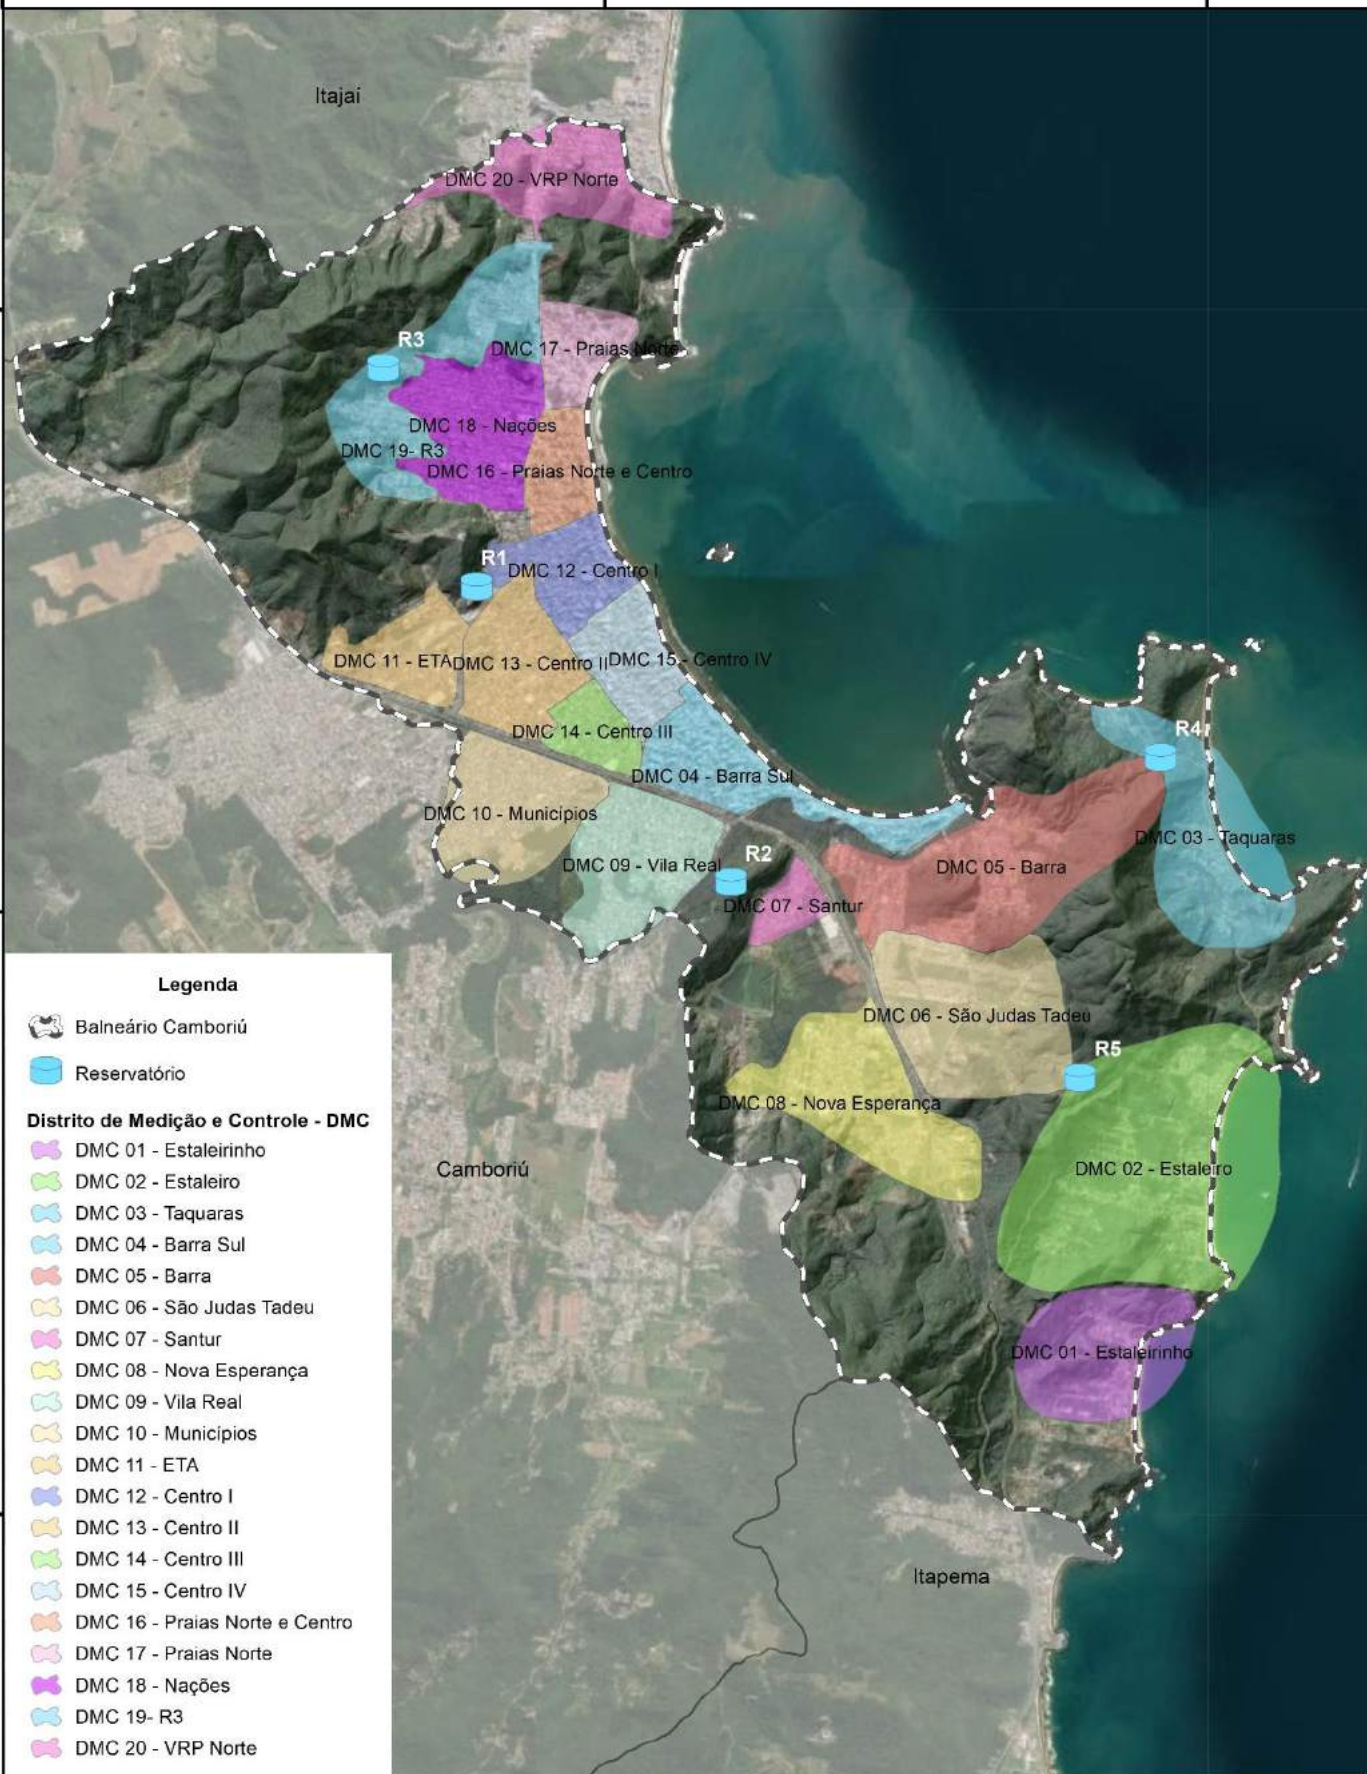 Itajaí
DMC 20 - VRP Norte
R3
DMC 17 - Praias Norte
DMC 18 - Nações
DMC 19- R3
DMC 16 - Praias Norte e Centro
R1
DMC 12 - Centro I
DMC 11 - ETA
DMC 13 - Centro II
DMC 15 - Centro IV
DMC 14 - Centro III
R4
DMC 04 - Barra Sul
DMC 10 - Municípios
DMC 03 - Taquaras
R2
DMC 09 - Vila Real
DMC 05 - Barra
DMC 07 - Santur
DMC 06 - São Judas Tadeu
R5
DMC 08 - Nova Esperança
Camboriú
DMC 02 - Estaleiro
DMC 01 - Estaleirinho
Itapema
Legenda
Balneário Camboriú
Reservatório
Distrito de Medição e Controle - DMC
DMC 01 - Estaleirinho
DMC 02 - Estaleiro
DMC 03 - Taquaras
DMC 04 - Barra Sul
DMC 05 - Barra
DMC 06 - São Judas Tadeu
DMC 07 - Santur
DMC 08 - Nova Esperança
DMC 09 - Vila Real
DMC 10 - Municípios
DMC 11 - ETA
DMC 12 - Centro I
DMC 13 - Centro II
DMC 14 - Centro III
DMC 15 - Centro IV
DMC 16 - Praias Norte e Centro
DMC 17 - Praias Norte
DMC 18 - Nações
DMC 19- R3
DMC 20 - VRP Norte